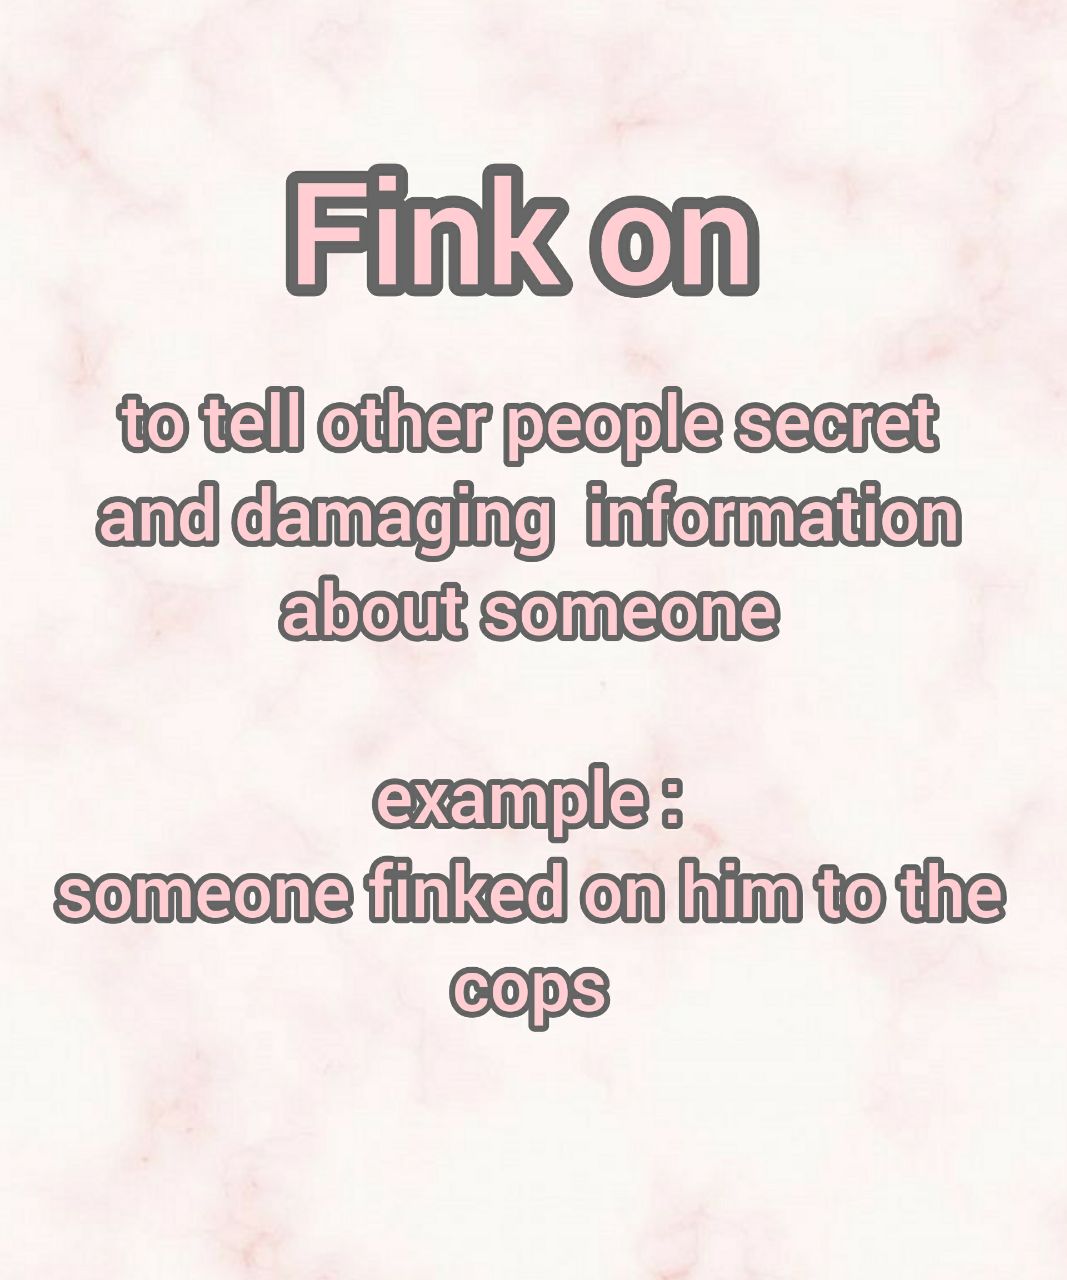 Fink on
to tell other people secret
and damaging  information
about someone
example :
someone finked on him to the
cops